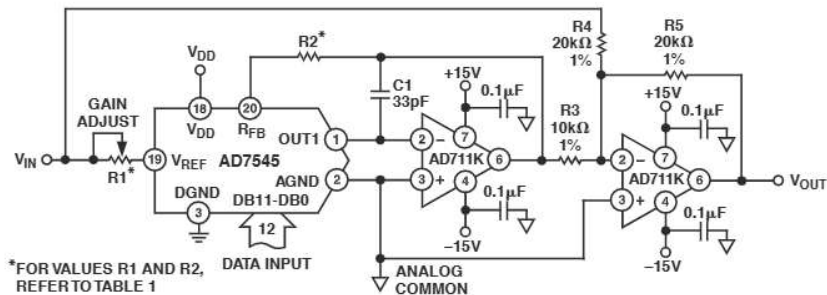 R4
20kΩ
1%
R5
20kΩ
1%
R2*
VDD
C1
33pF
+15V
0.1µF
+15V
0.1µF
GAIN
ADJUST
18
VDD
20
RFB
OUT1
1
2
–
7
R3
10kΩ
1%
VIN
R1*
19
VREF
AD7545
AD711K
6
2
–
7
AGND
2
3
+
4
AD711K
6
VOUT
DGND
3
DB11-DB0
0.1µF
3
+
4
0.1µF
12
DATA INPUT
–15V
–15V
ANALOG
COMMON
*FOR VALUES R1 AND R2,
REFER TO TABLE 1